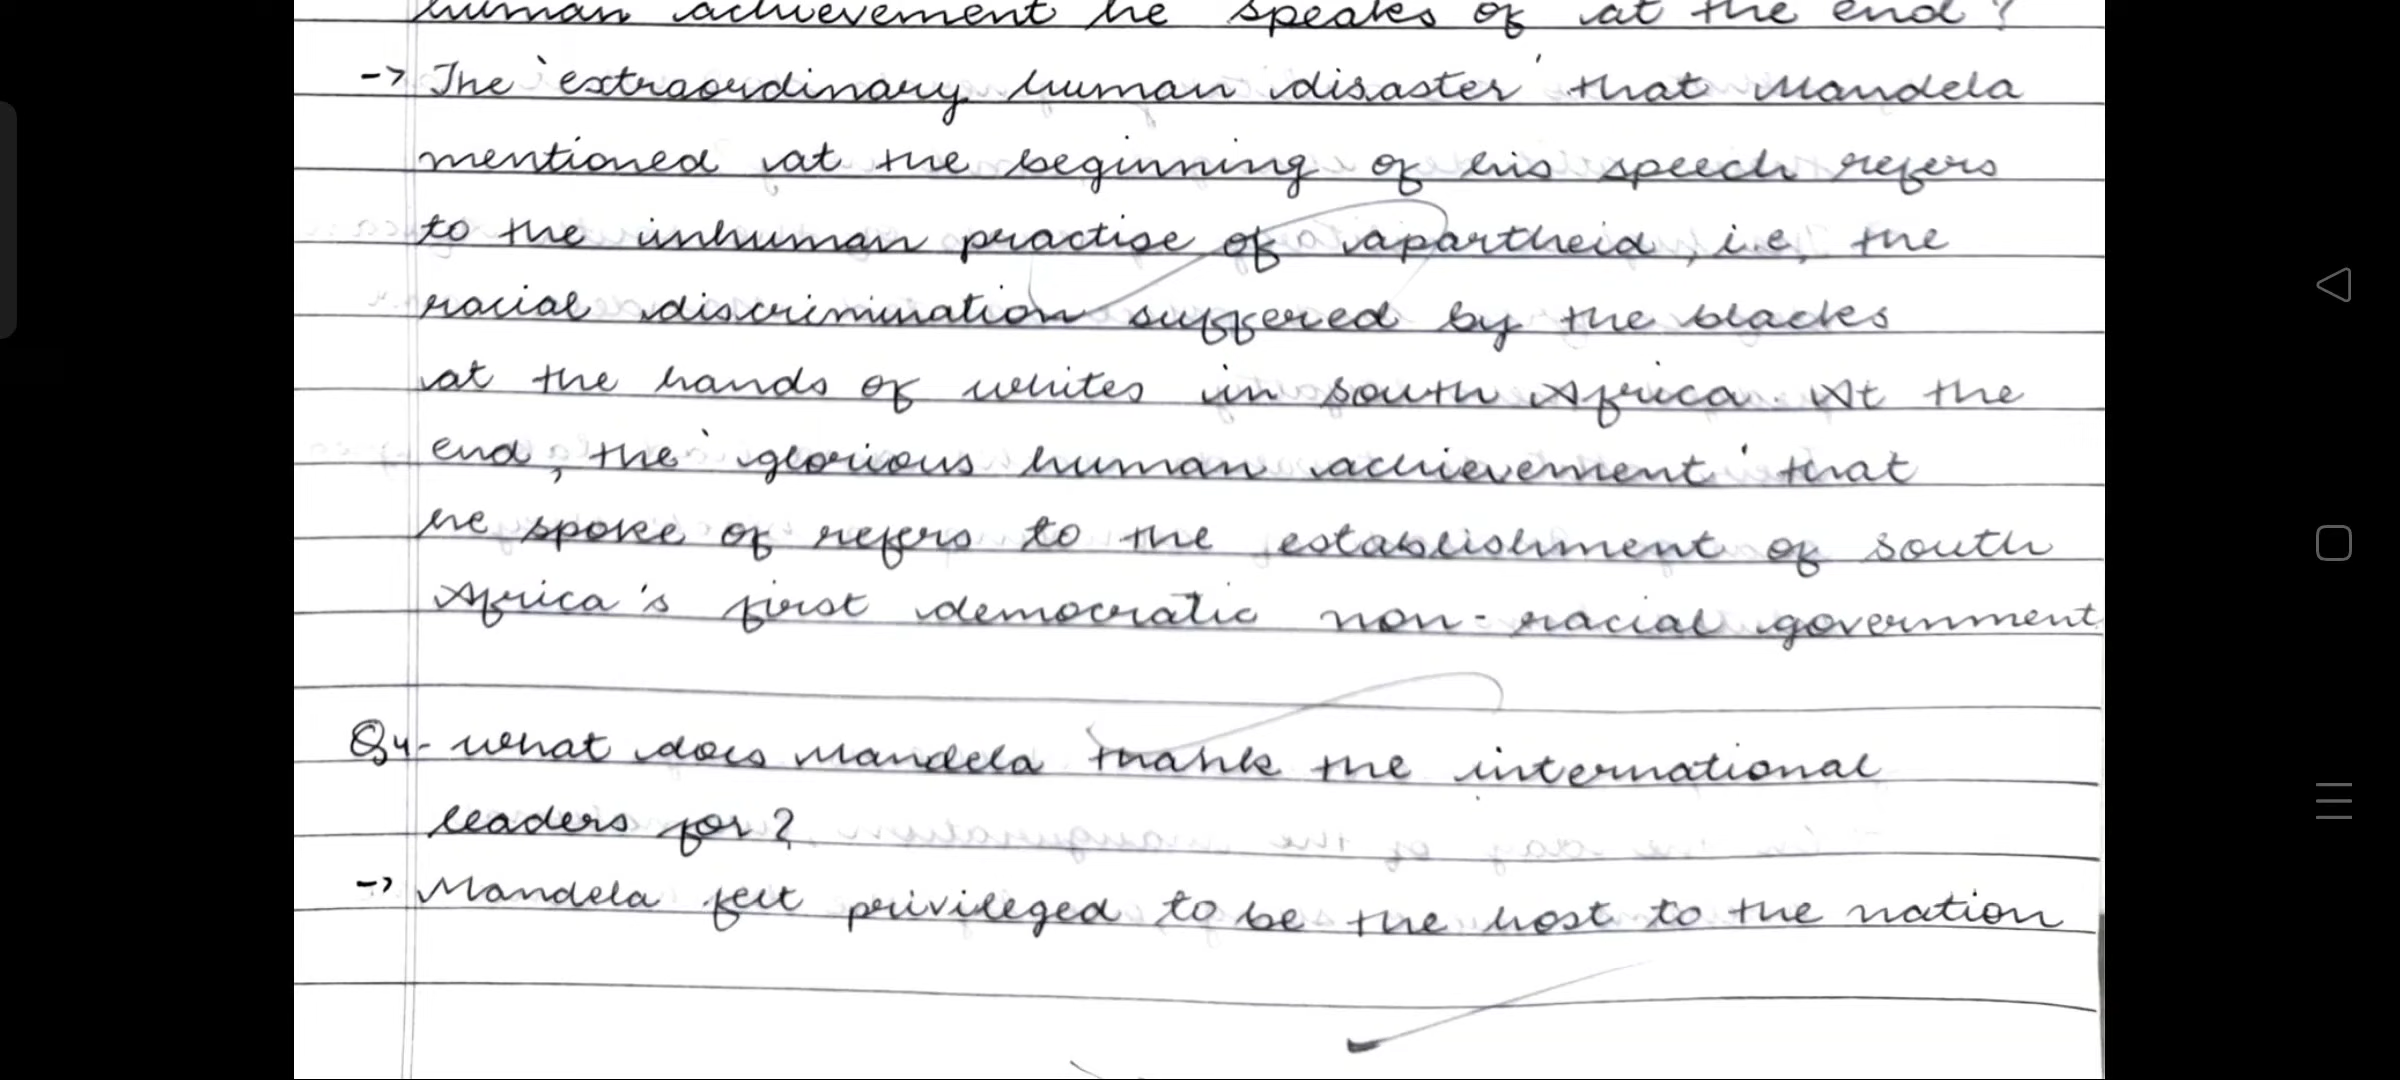 human achievement he speaks of at the end?
-> The 'extraordinary human disaster' that Mandela
mentioned at the beginning of his speech refers
to the inhuman practise of apartheid, i.e, the
racial discrimination suffered by the blacks
at the hands of whites in south Africa. At the
end, the 'glorious human achievement' that
he spoke of refers to the establishment of south
Africa's first democratic non-racial government.
Q4- what does Mandela thank the international
leaders for?
-> Mandela felt privileged to be the host to the nation